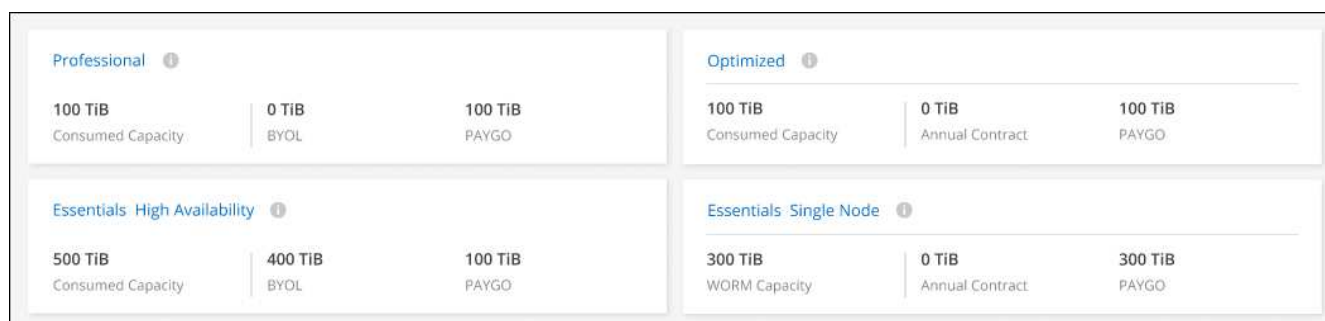 Professional
100 TiB 0 TiB 100 TiB
Consumed Capacity BYOL PAYGO
Optimized
100 TiB 0 TiB 100 TiB
Consumed Capacity Annual Contract PAYGO
Essentials High Availability
500 TiB 400 TiB 100 TiB
Consumed Capacity BYOL PAYGO
Essentials Single Node
300 TiB 0 TiB 300 TiB
WORM Capacity Annual Contract PAYGO